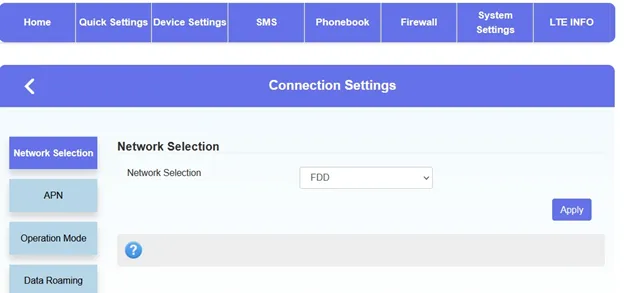 Home Quick Settings Device Settings SMS Phonebook Firewall System Settings LTE INFO
Connection Settings
Network Selection
APN
Operation Mode
Data Roaming
Network Selection
Network Selection FDD
Apply
?